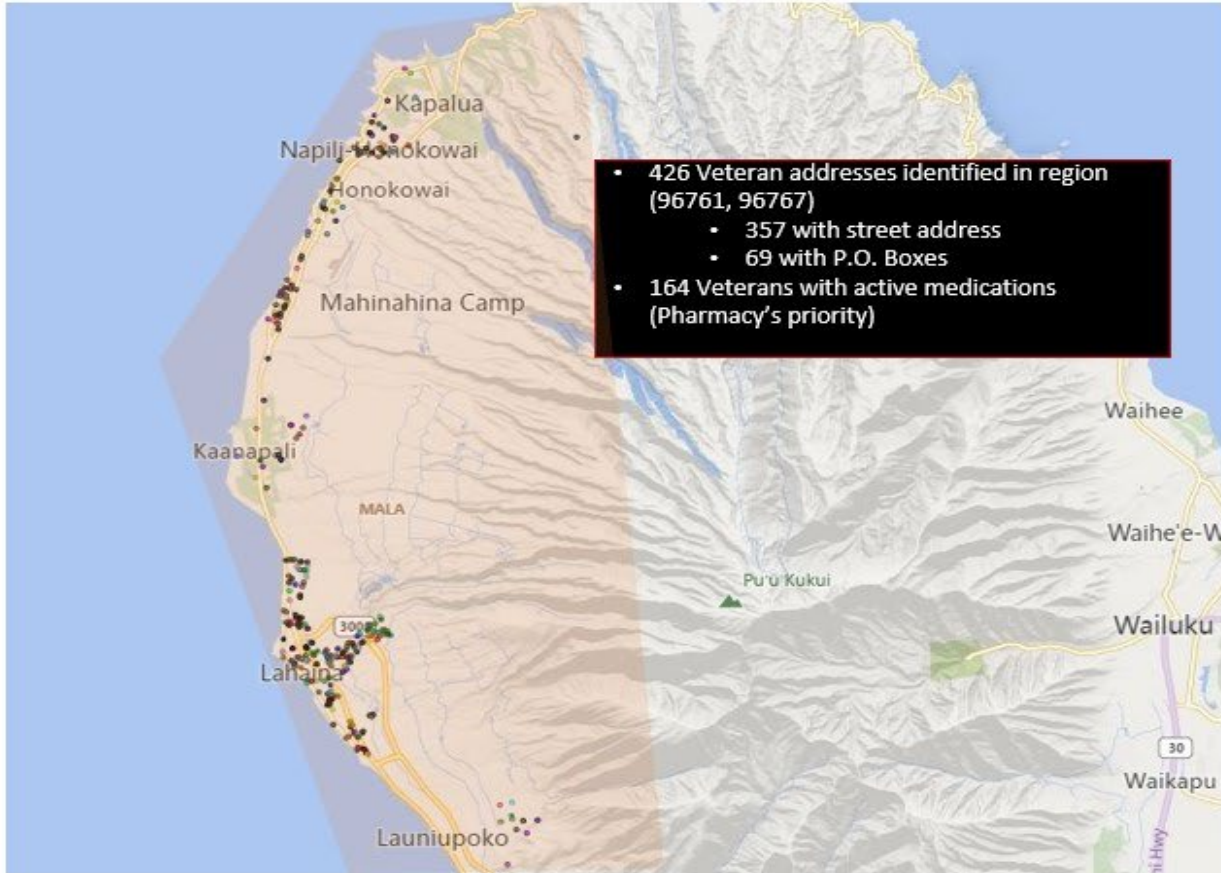 Kapalua
Napili-Honokowai
Honokowai
• 426 Veteran addresses identified in region
(96761, 96767)
• 357 with street address
• 69 with P.O. Boxes
• 164 Veterans with active medications
(Pharmacy's priority)
Mahinahina Camp
Waihee
Kaanapali
MALA
Waihe'e-W
Pu'u Kukui
Wailuku
Lahaina
30
Waikapu
Launiupoko
Hwy